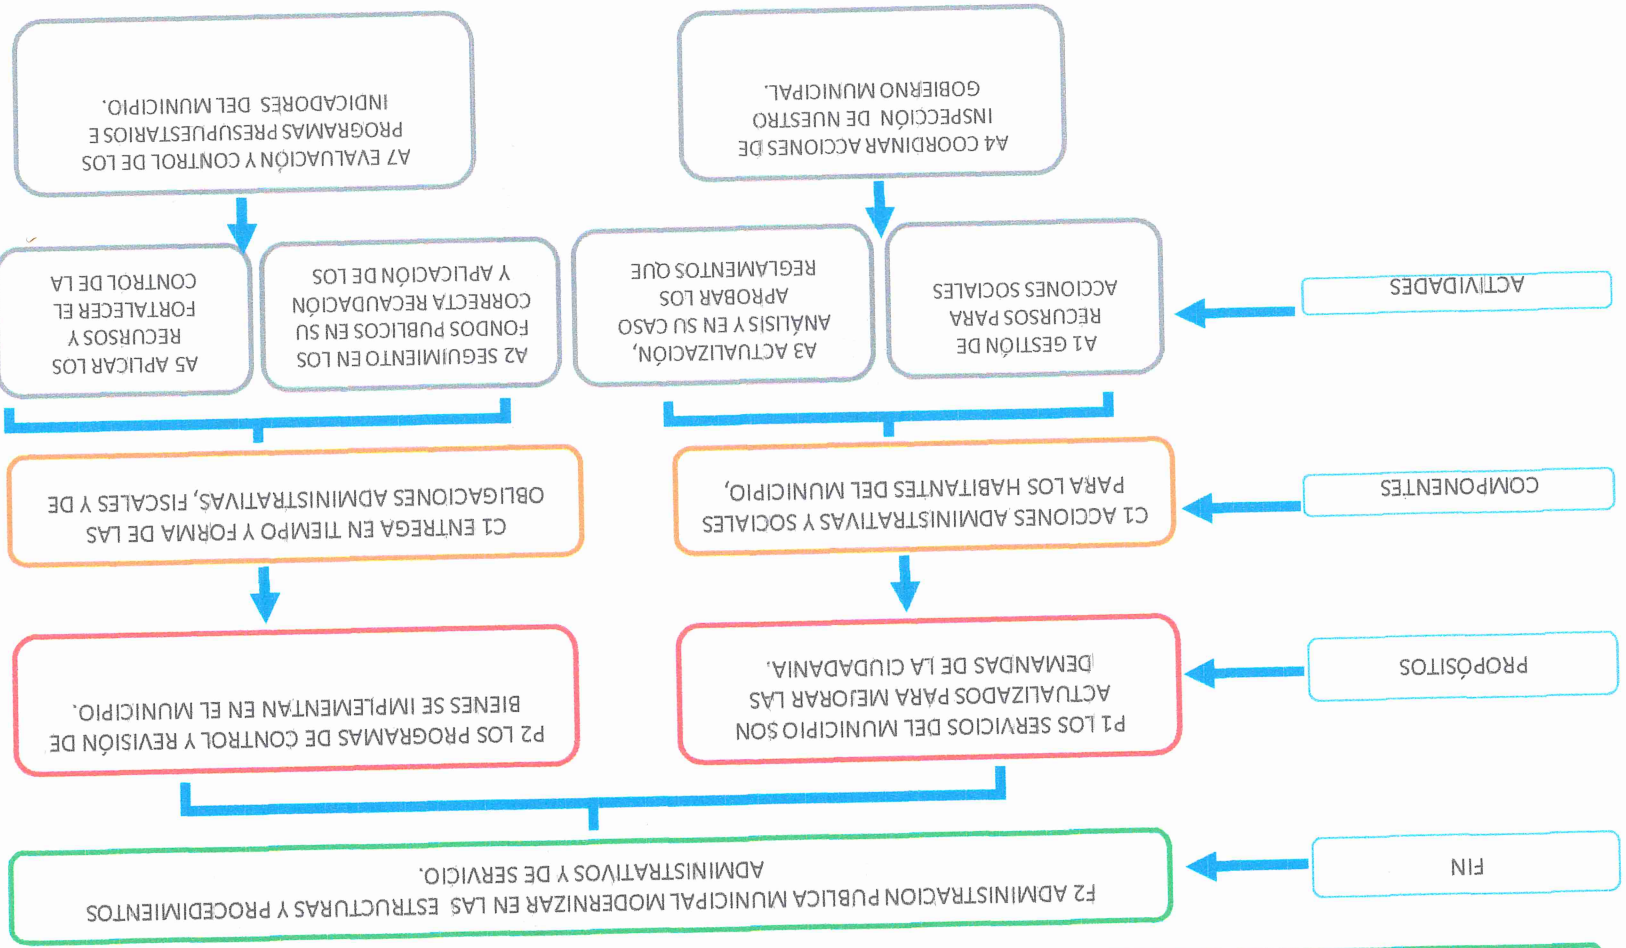 FIN
F2 ADMINISTRACION PUBLICA MUNICIPAL MODERNIZAR EN LAS ESTRUCTURAS Y PROCEDIMIENTOS
ADMINISTRATIVOS Y DE SERVICIO.
PROPÓSITOS
P1 LOS SERVICIOS DEL MUNICIPIO SON
ACTUALIZADOS PARA MEJORAR LAS
DEMANDAS DE LA CIUDADANIA.
P2 LOS PROGRAMAS DE CONTROL Y REVISIÓN DE
BIENES SE IMPLEMENTAN EN EL MUNICIPIO.
COMPONENTES
C1 ACCIONES ADMINISTRATIVAS Y SOCIALES
PARA LOS HABITANTES DEL MUNICIPIO,
C1 ENTREGA EN TIEMPO Y FORMA DE LAS
OBLIGACIONES ADMINISTRATIVAS, FISCALES Y DE
ACTIVIDADES
A1 GESTIÓN DE
RECURSOS PARA
ACCIONES SOCIALES
A3 ACTUALIZACIÓN,
ANÁLISIS Y EN SU CASO
APROBAR LOS
REGLAMENTOS QUE
A2 SEGUIMIENTO EN LOS
FONDOS PUBLICOS EN SU
CORRECTA RECAUDACIÓN
Y APLICACIÓN DE LOS
A5 APLICAR LOS
RECURSOS Y
FORTALECER EL
CONTROL DE LA
A4 COORDINAR ACCIONES DE
INSPECCIÓN DE NUESTRO
GOBIERNO MUNICIPAL.
A7 EVALUACIÓN Y CONTROL DE LOS
PROGRAMAS PRESUPUESTARIOS E
INDICADORES DEL MUNICIPIO.